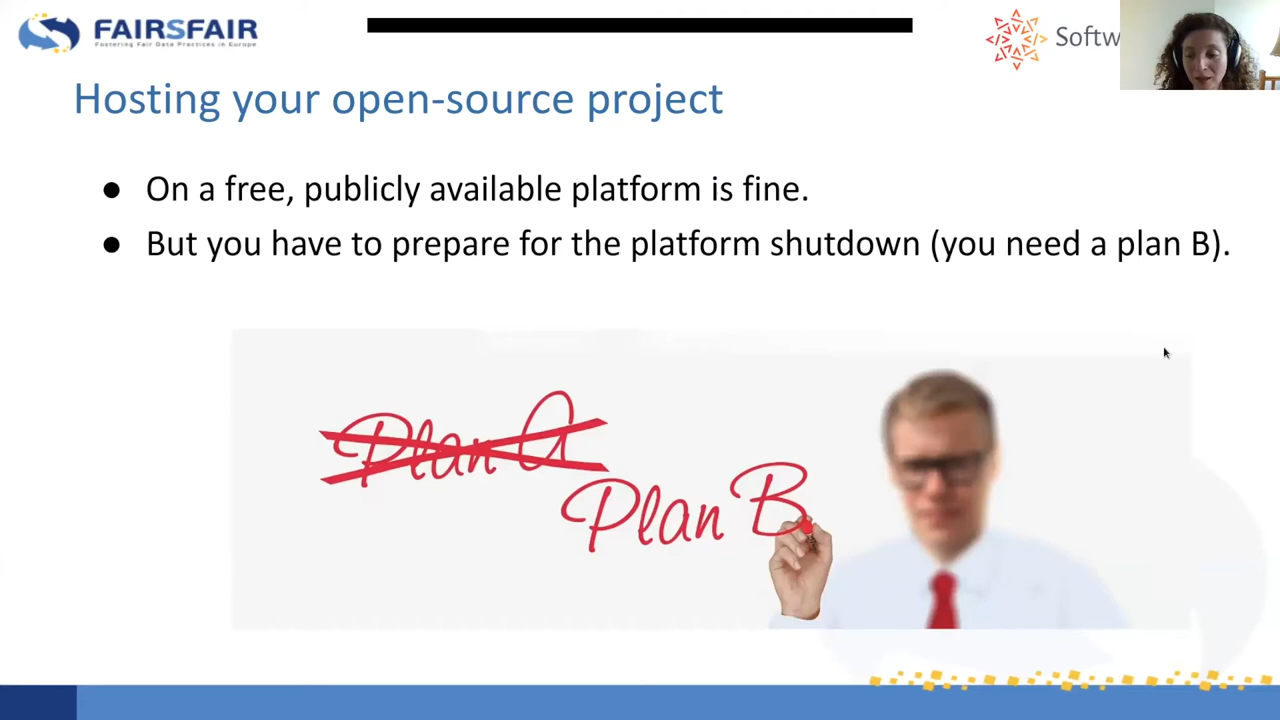 FAIRSFAIR
Fostering Fair Data Practices in Europe
Softw
Hosting your open-source project
● On a free, publicly available platform is fine.
● But you have to prepare for the platform shutdown (you need a plan B).
Plan A
Plan B